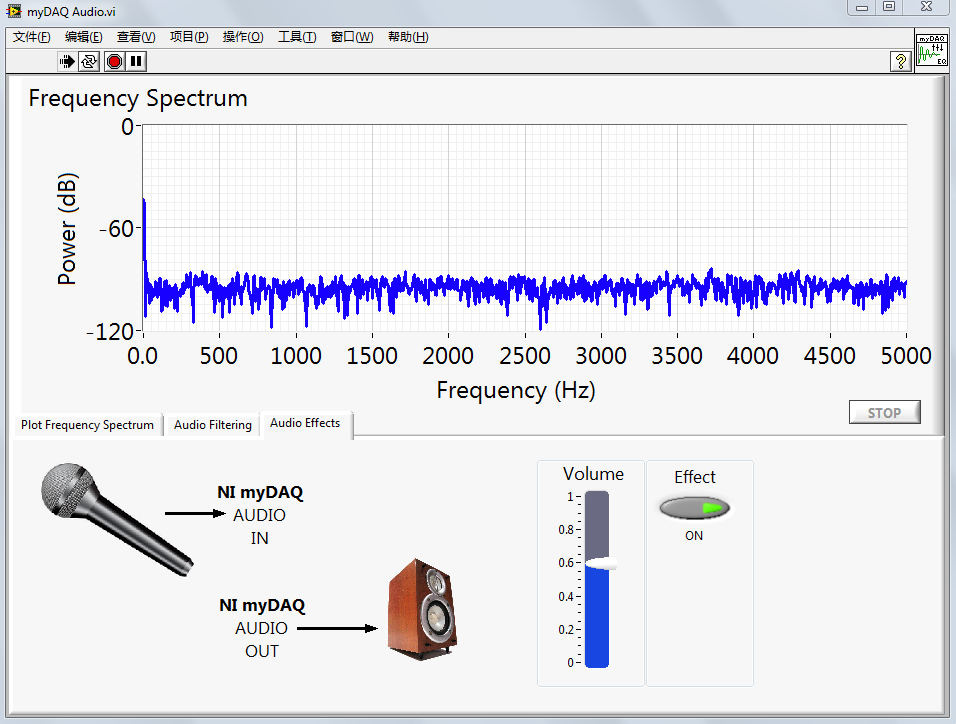 myDAQ Audio.vi
文件(F) 编辑(E) 查看(V) 项目(P) 操作(O) 工具(T) 窗口(W) 帮助(H)
myDAQ
EQ
Frequency Spectrum
Power (dB)
0
-60
-120
0.0 500 1000 1500 2000 2500 3000 3500 4000 4500 5000
Frequency (Hz)
STOP
Plot Frequency Spectrum Audio Filtering Audio Effects
NI myDAQ
AUDIO
IN
NI myDAQ
AUDIO
OUT
Volume
1
0.8
0.6
0.4
0.2
0
Effect
ON